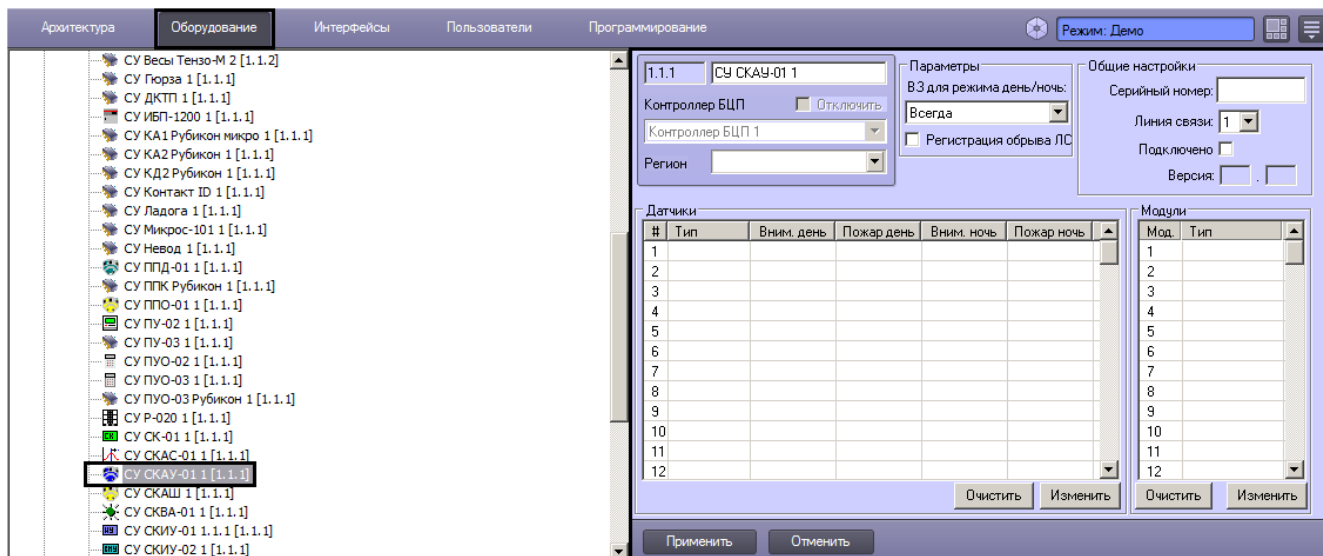 Архитектура Оборудование Интерфейсы Пользователи Программирование Режим: Демо
СУ Весы Тензо-М 2 [1.1.2]
СУ Гюрза 1 [1.1.1]
СУ ДКТП 1 [1.1.1]
СУ ИБП-1200 1 [1.1.1]
СУ КА1 Рубикон микро 1 [1.1.1]
СУ КА2 Рубикон 1 [1.1.1]
СУ КД2 Рубикон 1 [1.1.1]
СУ Контакт ID 1 [1.1.1]
СУ Ладога 1 [1.1.1]
СУ Микрос-101 1 [1.1.1]
СУ Невод 1 [1.1.1]
СУ ППД-01 1 [1.1.1]
СУ ППК Рубикон 1 [1.1.1]
СУ ППО-01 1 [1.1.1]
СУ ПУ-02 1 [1.1.1]
СУ ПУ-03 1 [1.1.1]
СУ ПУО-02 1 [1.1.1]
СУ ПУО-03 1 [1.1.1]
СУ ПУО-03 Рубикон 1 [1.1.1]
СУ Р-020 1 [1.1.1]
СУ СК-01 1 [1.1.1]
СУ СКАС-01 1 [1.1.1]
СУ СКАУ-01 1 [1.1.1]
СУ СКАШ 1 [1.1.1]
СУ СКВА-01 1 [1.1.1]
СУ СКИУ-01 1.1.1 [1.1.1]
СУ СКИУ-02 1 [1.1.1]
1.1.1 СУ СКАУ-01 1
Контроллер БЦП Отключить
Контроллер БЦП 1
Регион
Параметры
ВЗ для режима день/ночь:
Всегда
Регистрация обрыва ЛС
Общие настройки
Серийный номер:
Линия связи: 1
Подключено
Версия: .
Датчики
# Тип Вним. день Пожар день Вним. ночь Пожар ночь
1
2
3
4
5
6
7
8
9
10
11
12
Очистить Изменить
Модули
Мод. Тип
1
2
3
4
5
6
7
8
9
10
11
12
Очистить Изменить
Применить Отменить